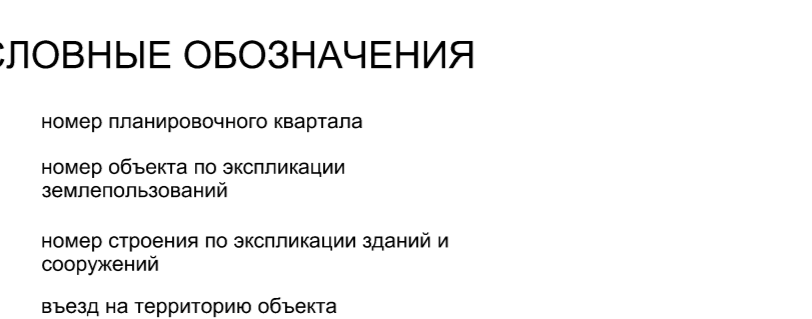 СЛОВНЫЕ ОБОЗНАЧЕНИЯ
номер планировочного квартала
номер объекта по экспликации
землепользований
номер строения по экспликации зданий и
сооружений
въезд на территорию объекта